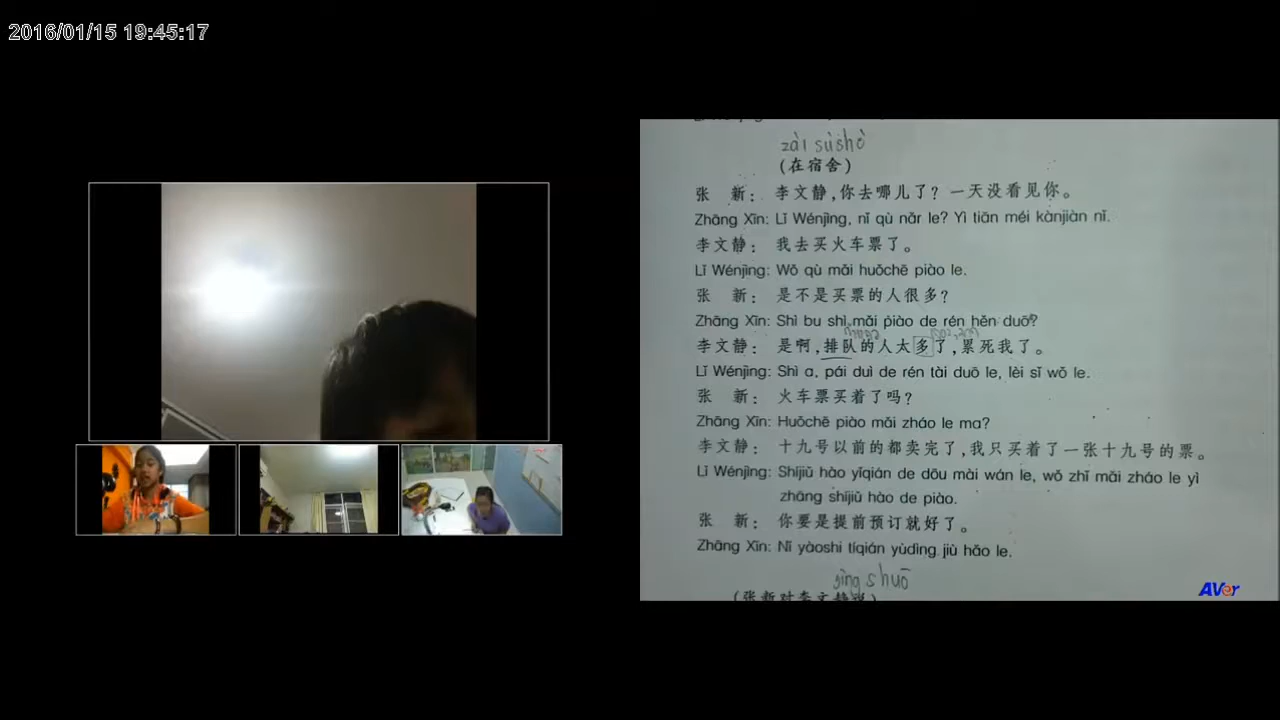 2016/01/15 19:45:17
zài sùshè
(在宿舍)
张 新: 李文静,你去哪儿了? 一天没看见你。
Zhāng Xīn: Lǐ Wénjìng, nǐ qù nǎr le? Yì tiān méi kànjiàn nǐ.
李文静: 我去买火车票了。
Lǐ Wénjìng: Wǒ qù mǎi huǒchē piào le.
张 新: 是不是买票的人很多?
Zhāng Xīn: Shì bu shì mǎi piào de rén hěn duō?
李文静: 是啊,排队的人太多了,累死我了。
Lǐ Wénjìng: Shì a, pái duì de rén tài duō le, lèi sǐ wǒ le.
张 新: 火车票买着了吗?
Zhāng Xīn: Huǒchē piào mǎi zháo le ma?
李文静: 十九号以前的都卖完了,我只买着了一张十九号的票。
Lǐ Wénjìng: Shíjiǔ hào yǐqián de dōu mài wán le, wǒ zhǐ mǎi zháo le yì
zhāng shíjiǔ hào de piào.
张 新: 你要是提前预订就好了。
Zhāng Xīn: Nǐ yàoshi tíqián yùdìng jiù hǎo le.
jìng shuō
(张新对李文静说)
AVer